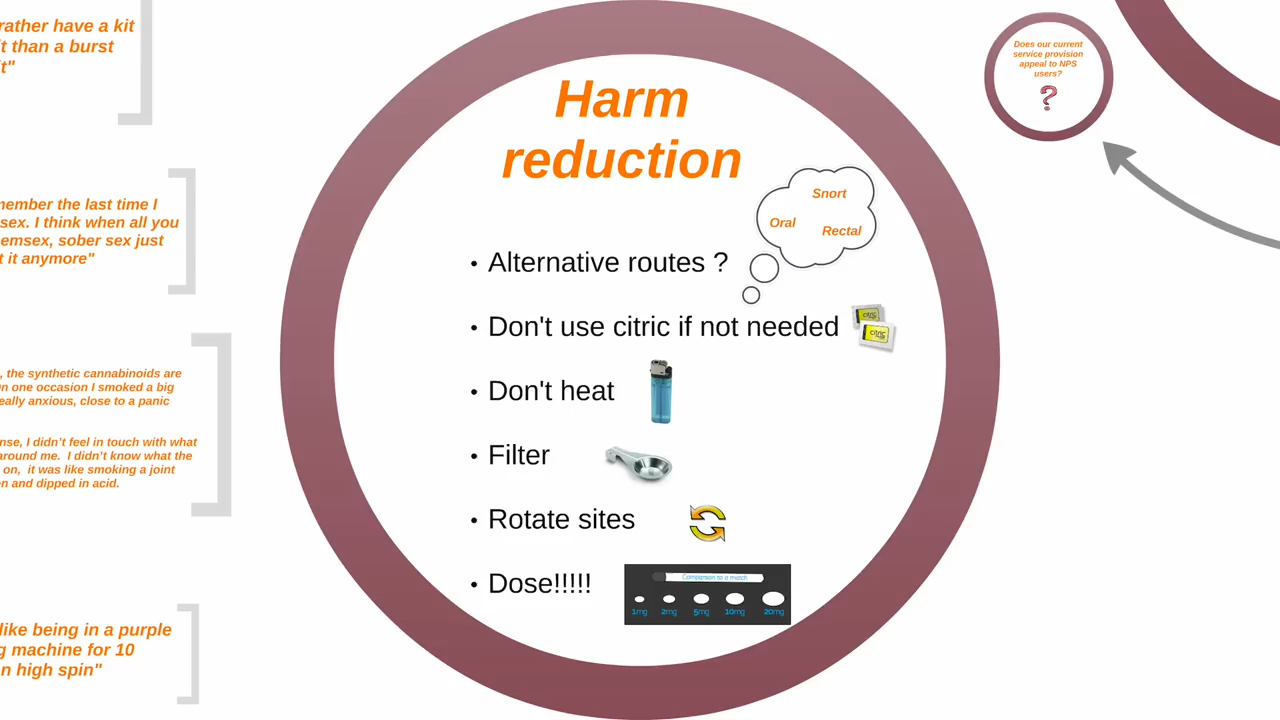 rather have a kit
it than a burst
it"
member the last time I
sex. I think when all you
emsex, sober sex just
t it anymore"
, the synthetic cannabinoids are
on one occasion I smoked a big
eally anxious, close to a panic
nse, I didn’t feel in touch with what
around me. I didn’t know what the
on, it was like smoking a joint
en and dipped in acid.
like being in a purple
g machine for 10
n high spin"
Harm
reduction
Snort
Oral
Rectal
• Alternative routes ?
• Don't use citric if not needed
citric
citric
• Don't heat
• Filter
• Rotate sites
• Dose!!!!!
Comparison to a match
1mg 2mg 5mg 10mg 20mg
Does our current
service provision
appeal to NPS
users?
?